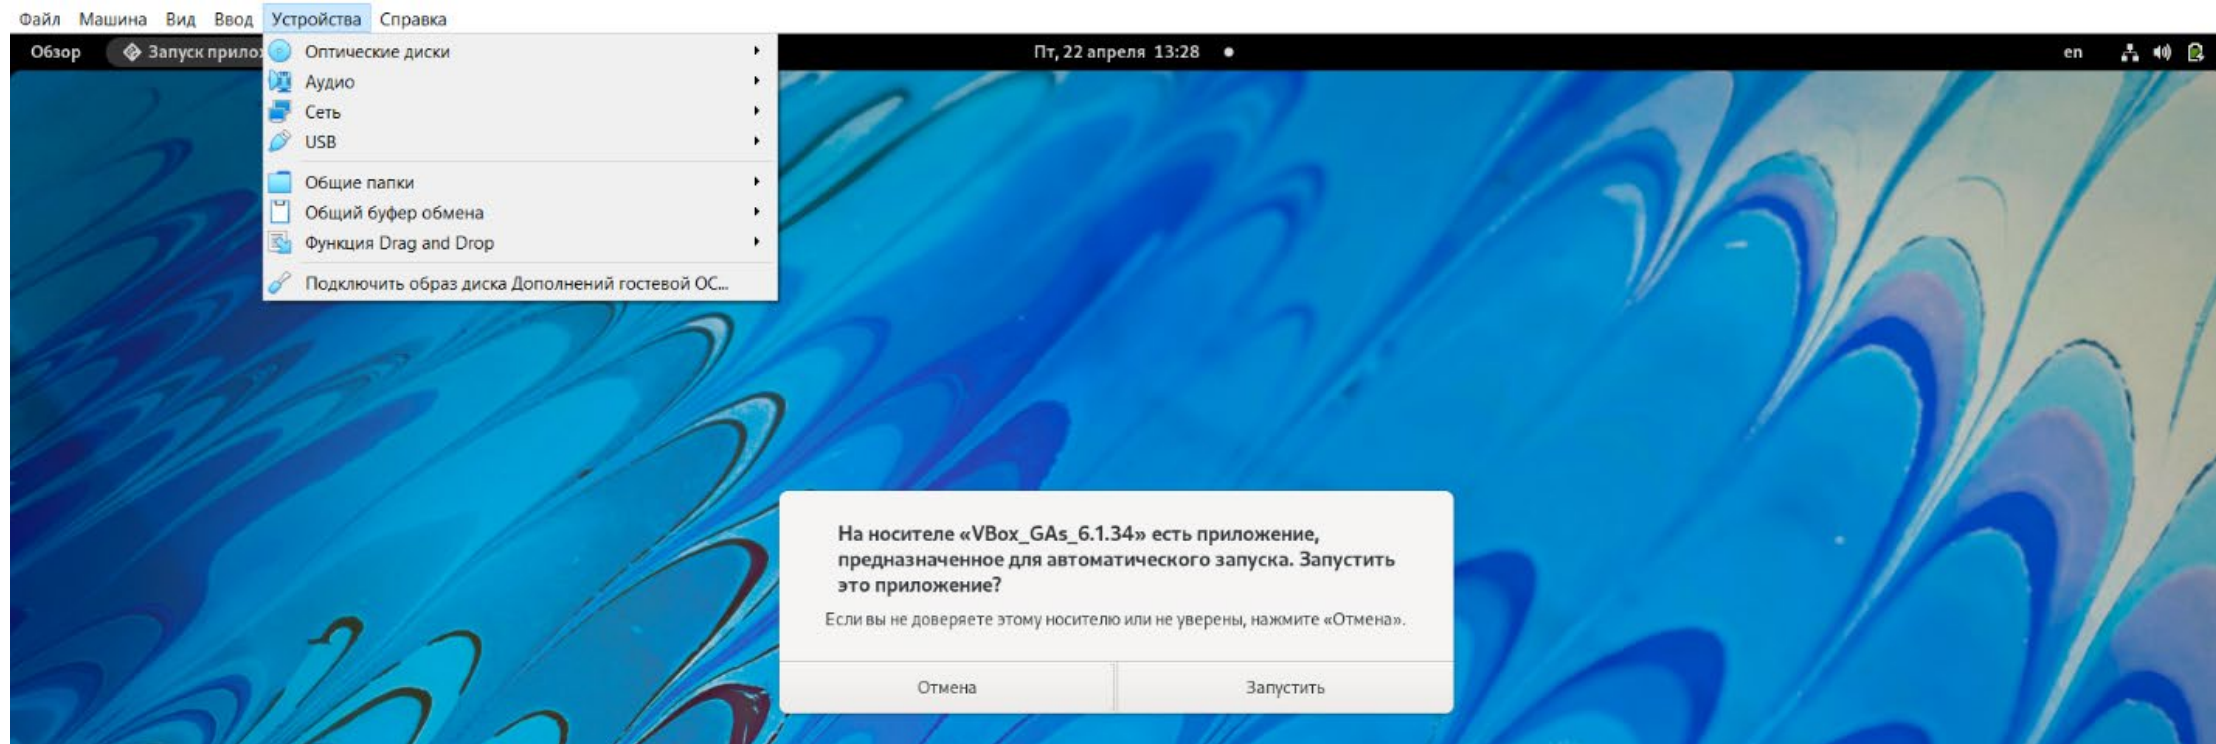 Файл Машина Вид Ввод Устройства Справка
Обзор Запуск Пт, 22 апреля 13:28 en
Оптические диски
Аудио
Сеть
USB
Общие папки
Общий буфер обмена
Функция Drag and Drop
Подключить образ диска Дополнений гостевой ОС...
На носителе «VBox_GAs_6.1.34» есть приложение,
предназначенное для автоматического запуска. Запустить
это приложение?
Если вы не доверяете этому носителю или не уверены, нажмите «Отмена».
Отмена Запустить